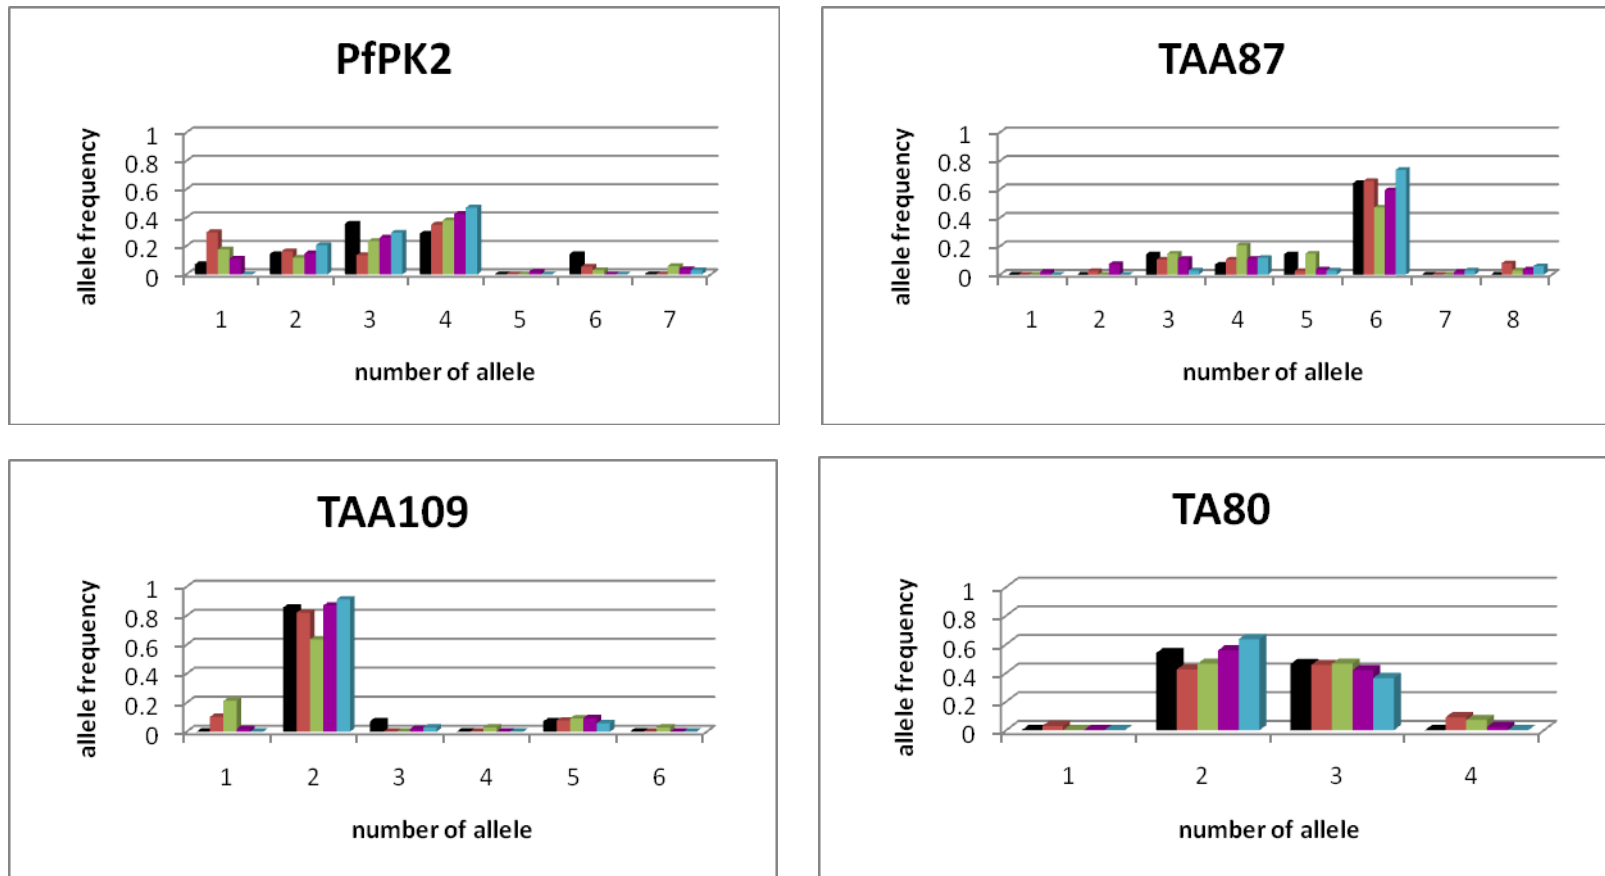 PfPK2
allele frequency
1
0.8
0.6
0.4
0.2
0
1 2 3 4 5 6 7
number of allele
TAA87
allele frequency
1
0.8
0.6
0.4
0.2
0
1 2 3 4 5 6 7 8
number of allele
TAA109
allele frequency
1
0.8
0.6
0.4
0.2
0
1 2 3 4 5 6
number of allele
TA80
allele frequency
1
0.8
0.6
0.4
0.2
0
1 2 3 4
number of allele